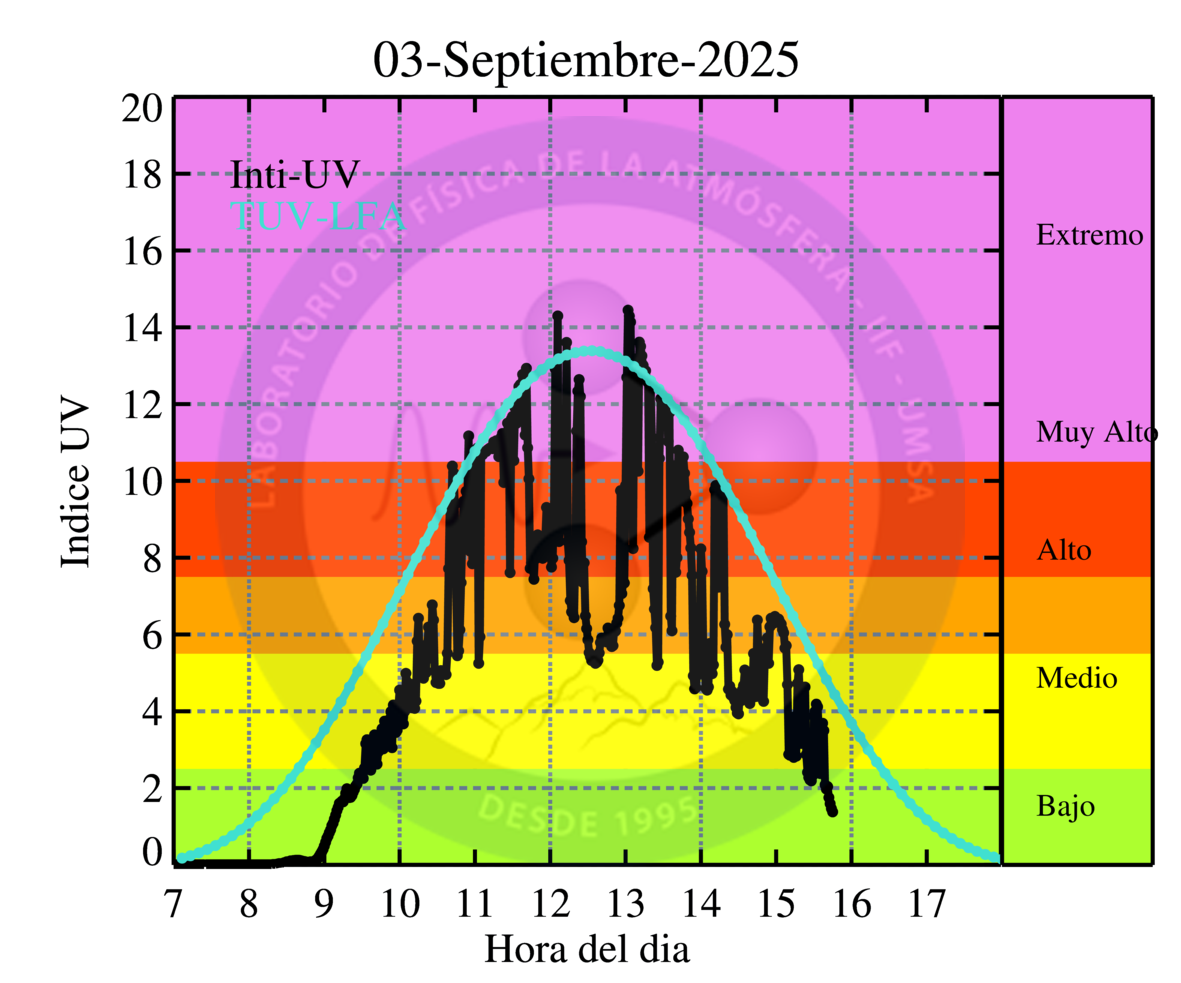 03-Septiembre-2025
20
18
16
14
12
10
8
6
4
2
0
Indice UV
Inti-UV
TUV-LFA
LABORATORIO DE FÍSICA DE LA ATMÓSFERA - IIF - UMSA
DESDE 1995
Extremo
Muy Alto
Alto
Medio
Bajo
7 8 9 10 11 12 13 14 15 16 17
Hora del dia